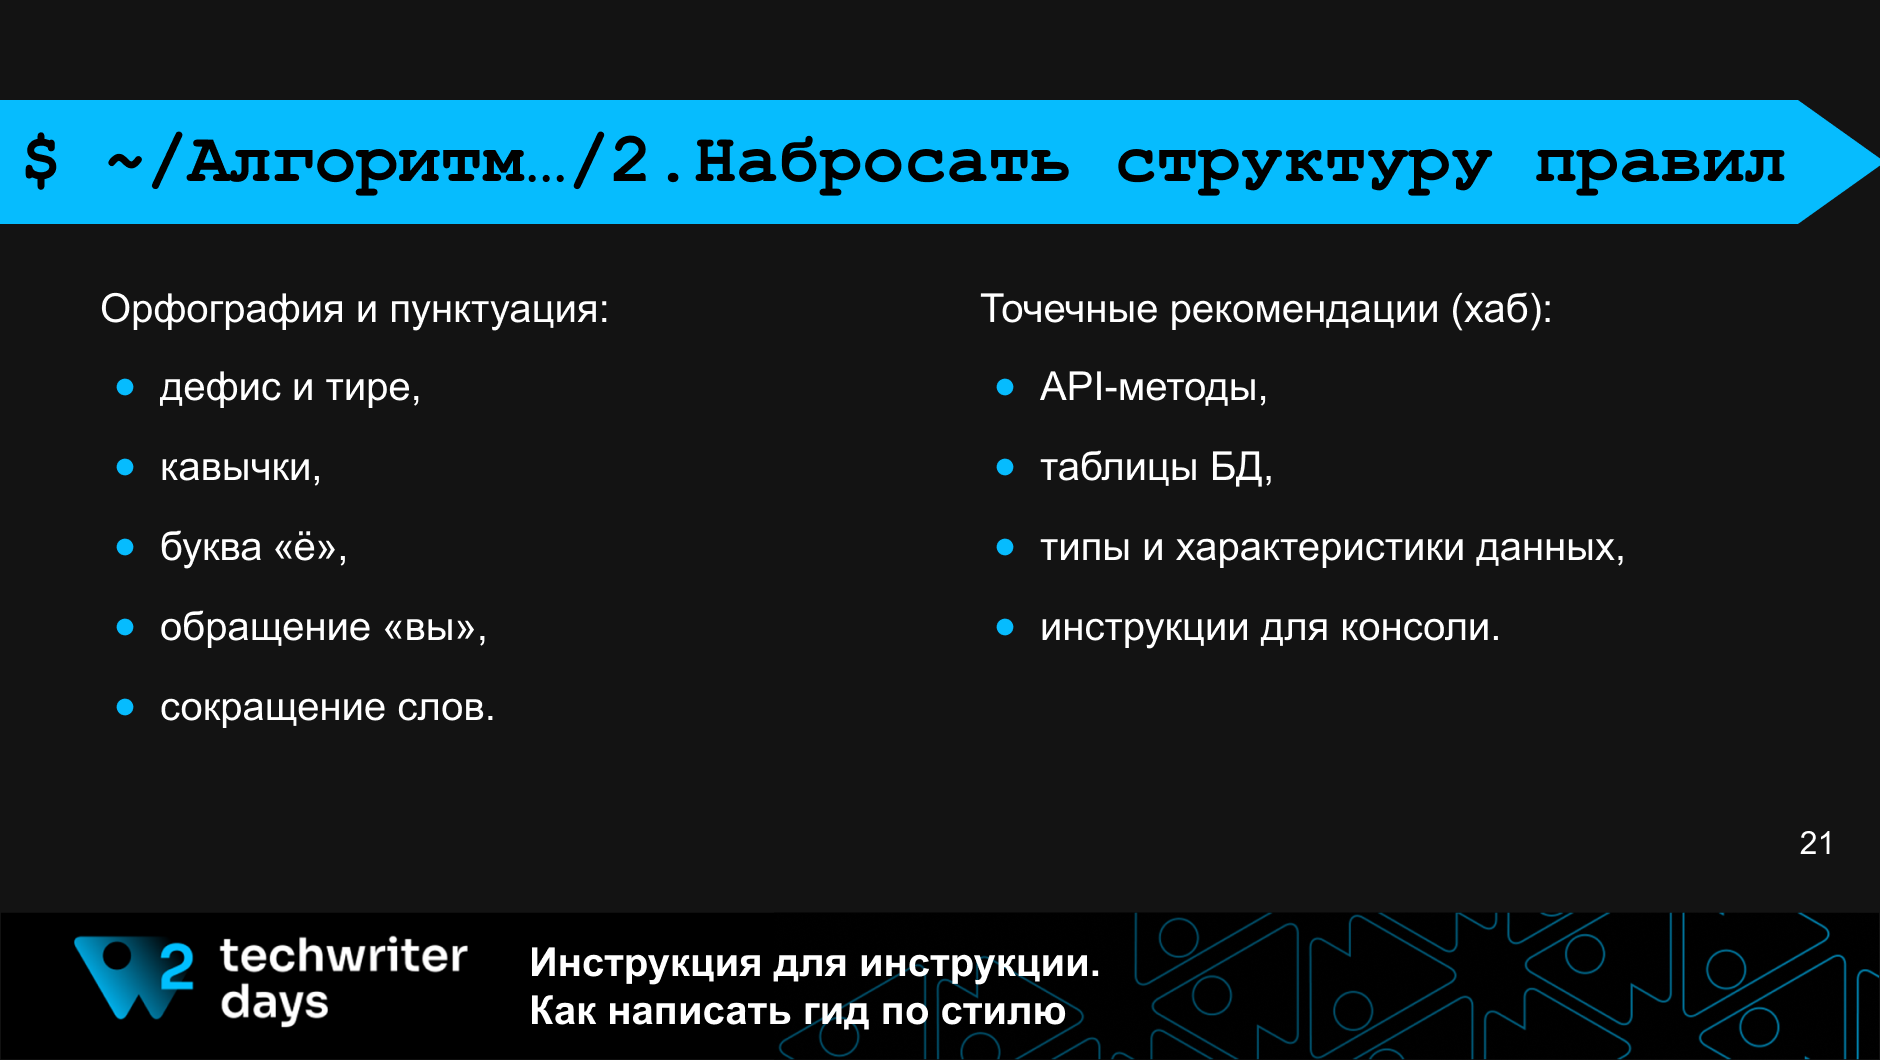 $ ~/Алгоритм…/2.Набросать структуру правил
Орфография и пунктуация:
● дефис и тире,
● кавычки,
● буква «ё»,
● обращение «вы»,
● сокращение слов.
Точечные рекомендации (хаб):
● API-методы,
● таблицы БД,
● типы и характеристики данных,
● инструкции для консоли.
21
2
techwriter
days
Инструкция для инструкции.
Как написать гид по стилю